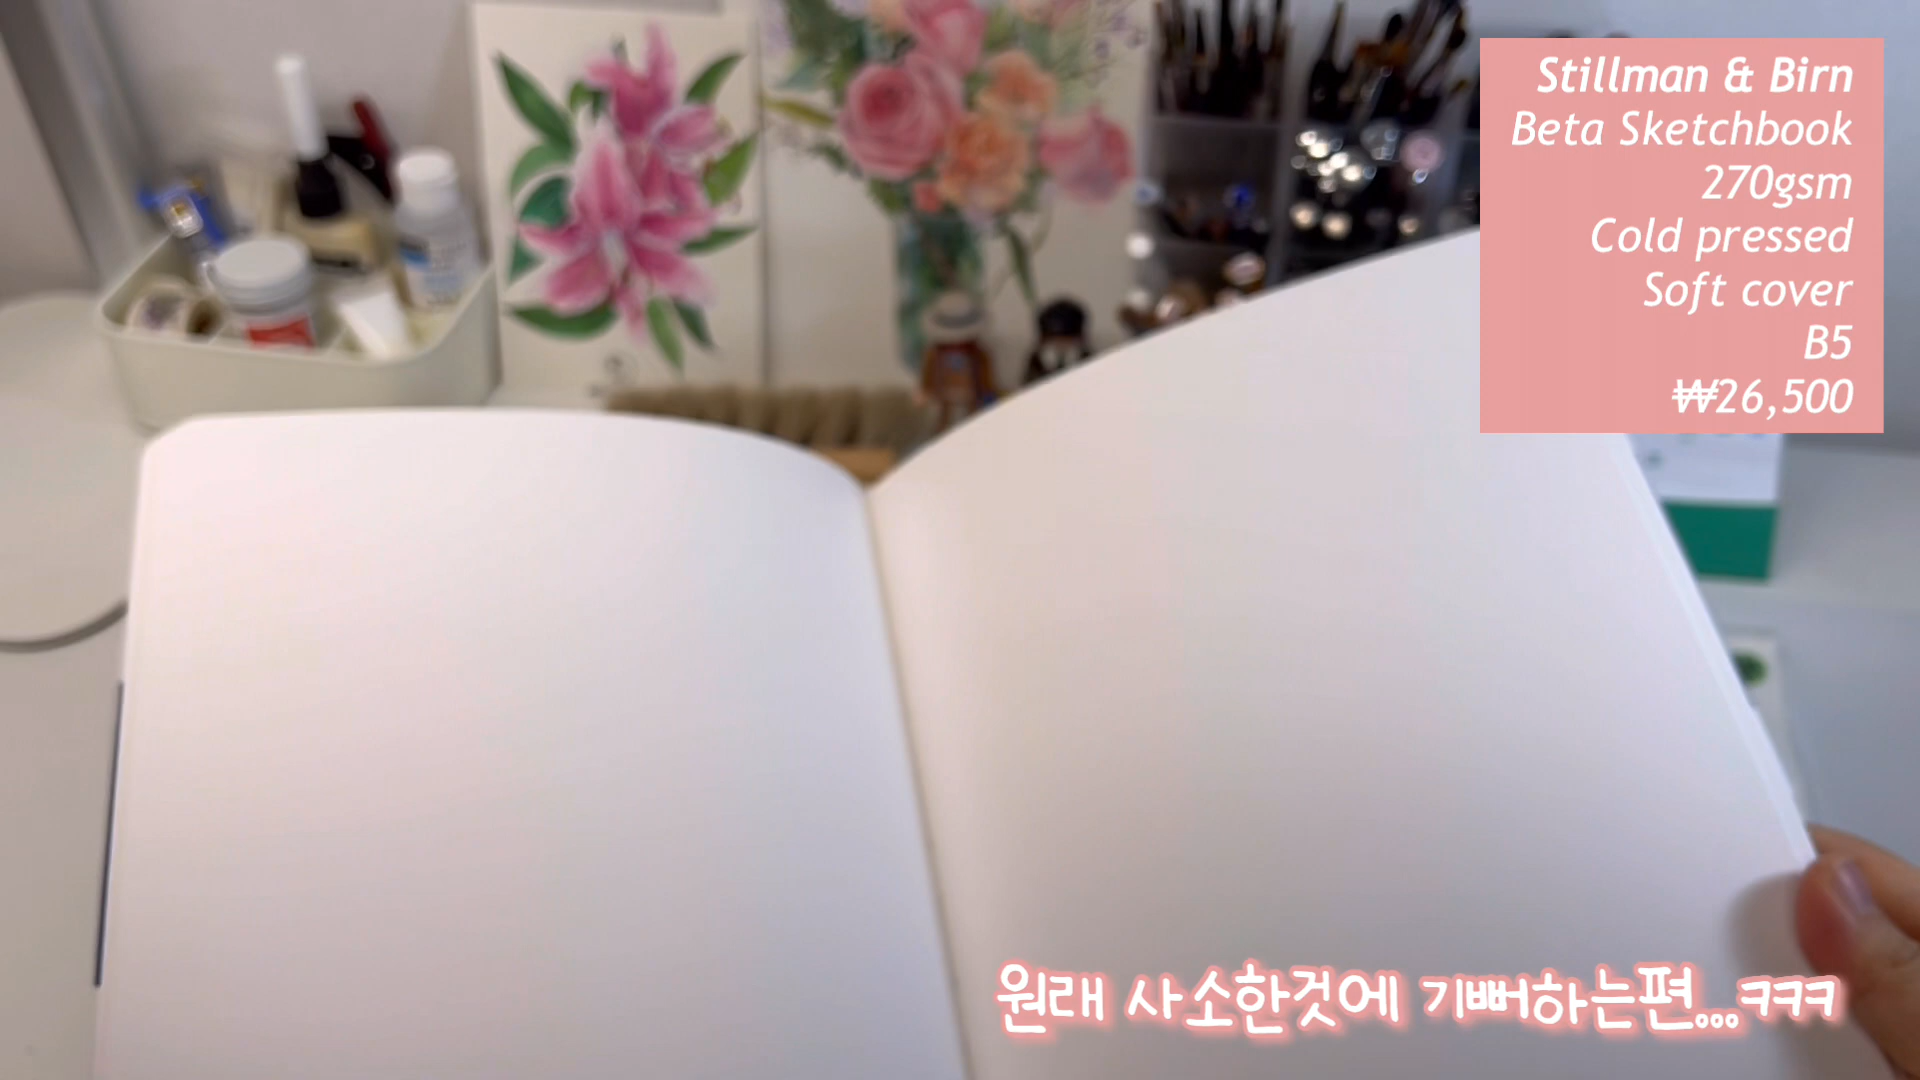 Stillman & Birn
Beta Sketchbook
270gsm
Cold pressed
Soft cover
B5
₩26,500
원래 사소한것에 기뻐하는편...ㅋㅋㅋ